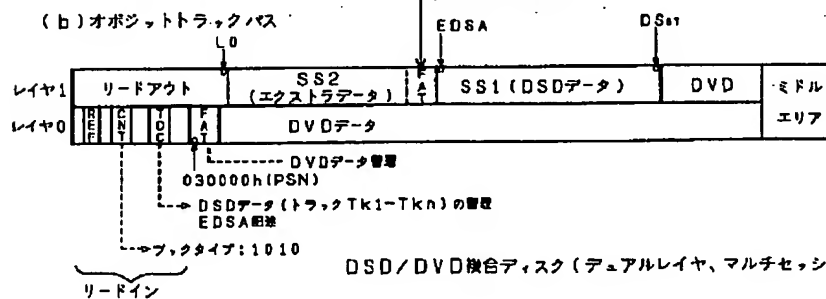 (b)オポジットトラックパス
LO
EDSA
DSst
レイヤ1
リードアウト
SS2
(エクストラデータ)
FAT
SS1(DSDデータ)
DVD
ミドル
エリア
レイヤ0
REF
CNT
TOC
FAT
DVDデータ
DVDデータ管理
030000h(PSN)
DSDデータ(トラックTk1-Tkn)の管理
EDSA記述
ブックタイプ:1010
リードイン
DSD/DVD複合ディスク(デュアルレイヤ、マルチセッシ